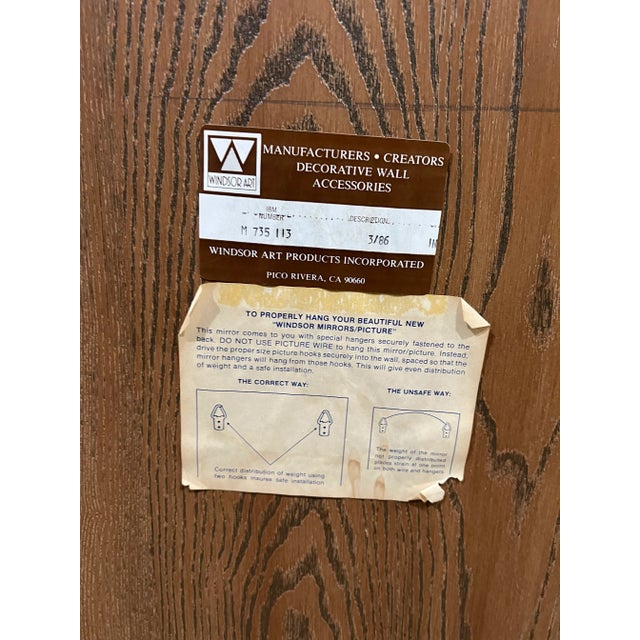 WINDSOR ART
MANUFACTURERS • CREATORS
DECORATIVE WALL
ACCESSORIES
NUMBER DESCRIPTION
M 735 113 3/86
WINDSOR ART PRODUCTS INCORPORATED
PICO RIVERA, CA 90660
TO PROPERLY HANG YOUR BEAUTIFUL NEW
"WINDSOR MIRRORS/PICTURE"
This mirror comes to you with special hangers securely fastened to the
back. DO NOT USE PICTURE WIRE to hang this mirror/picture. Instead,
drive the proper size picture hooks securely into the wall, spaced so that the
mirror hangers will hang from those hooks. This will give even distribution
of weight and a safe installation.
THE CORRECT WAY:
Correct distribution of weight using
two hooks insures safe installation
THE UNSAFE WAY:
The weight of the mirror
not properly distributed
places strain at one point
on both wire and hangers